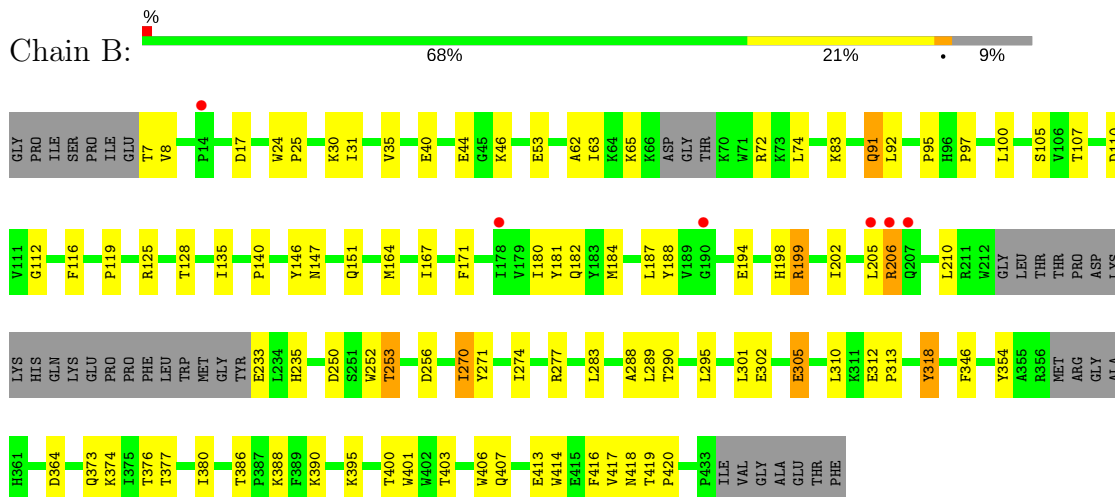 %
Chain B:
68% 21% • 9%
GLY PRO ILE SER PRO ILE GLU T7 V8 P14 D17 W24 P25 K30 I31 V35 E40 E44 G45 K46 E53 A62 I63 K64 K65 K66 ASP GLY THR K70 W71 R72 K73 L74 K83 Q91 L92 P95 H96 P97 L100 S105 V106 T107 D110
V111 G112 F116 P119 R125 T128 I135 P140 Y146 N147 Q151 M164 I167 F171 I178 V179 I180 Y181 Q182 Y183 M184 L187 Y188 V189 G190 E194 H198 R199 I202 L205 R206 Q207 L210 R211 W212 GLY LEU THR THR PRO ASP LYS
LYS HIS GLN LYS GLU PRO PRO PHE LEU TRP MET GLY TYR E233 L234 H235 D250 S251 W252 T253 D256 I270 Y271 I274 R277 L283 A288 L289 T290 L295 L301 E302 E305 L310 K311 E312 P313 Y318 F346 Y354 A355 R356 MET ARG GLY ALA
H361 D364 Q373 K374 I375 T376 T377 I380 T386 P387 K388 F389 K390 K395 T400 W401 W402 T403 W406 Q407 E413 W414 E415 F416 V417 N418 T419 P420 P433 ILE VAL GLY ALA GLU THR PHE